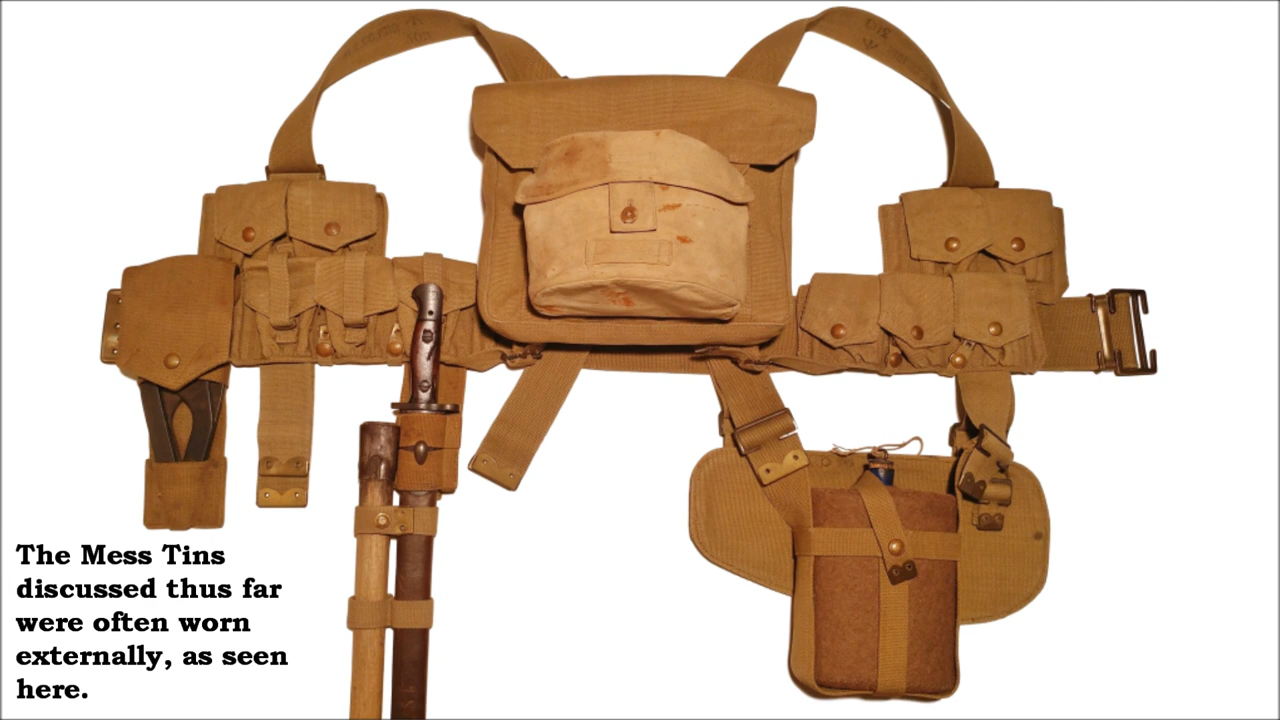 The Mess Tins
discussed thus far
were often worn
externally, as seen
here.